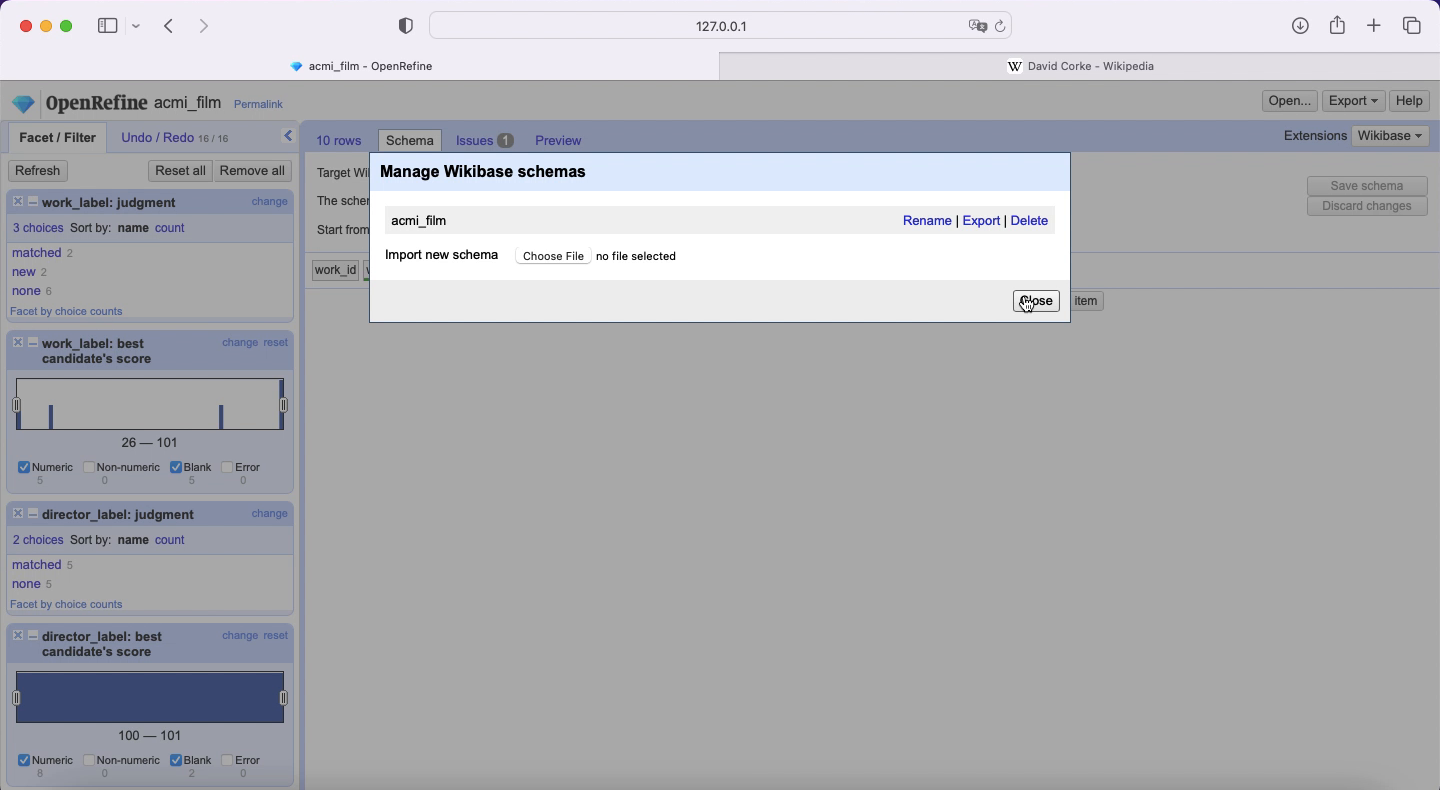 127.0.0.1
acmi_film - OpenRefine
W David Corke - Wikipedia
OpenRefine acmi_film Permalink
Open... Export Help
Facet / Filter Undo / Redo 16 / 16
10 rows Schema Issues 1 Preview
Extensions Wikibase
Refresh Reset all Remove all
Target Wi
The scher
Start from
Save schema
Discard changes
work_id
item
Manage Wikibase schemas
acmi_film Rename | Export | Delete
Import new schema Choose File no file selected
Close
work_label: judgment change
3 choices Sort by: name count
matched 2
new 2
none 6
Facet by choice counts
work_label: best candidate's score change reset
26 — 101
Numeric Non-numeric Blank Error
5 0 5 0
director_label: judgment change
2 choices Sort by: name count
matched 5
none 5
Facet by choice counts
director_label: best candidate's score change reset
100 — 101
Numeric Non-numeric Blank Error
8 0 2 0